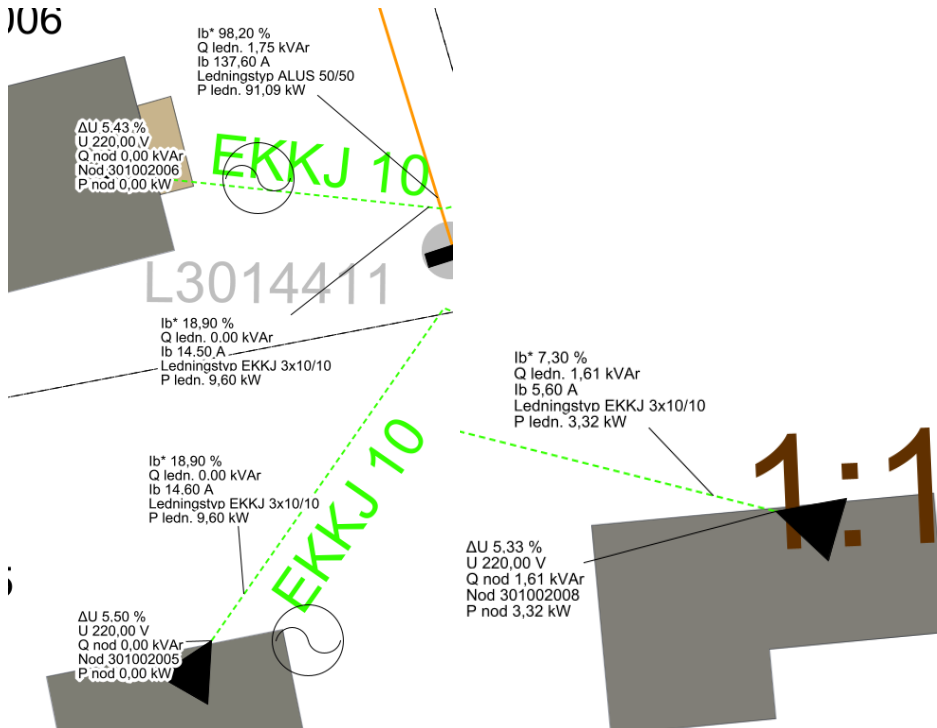 006
Ib* 98,20 %
Q ledn. 1,75 kVAr
Ib 137,60 A
Ledningstyp ALUS 50/50
P ledn. 91,09 kW
ΔU 5.43 %
U 220,00 V
Q nod 0,00 kVAr
Nod 301002006
P nod 0,00 kW
EKKJ 10
L3014411
Ib* 18,90 %
Q ledn. 0.00 kVAr
Ib 14.50 A
Ledningstyp EKKJ 3x10/10
P ledn. 9,60 kW
Ib* 7,30 %
Q ledn. 1,61 kVAr
Ib 5,60 A
Ledningstyp EKKJ 3x10/10
P ledn. 3,32 kW
1:1
EKKJ 10
Ib* 18,90 %
Q ledn. 0.00 kVAr
Ib 14.60 A
Ledningstyp EKKJ 3x10/10
P ledn. 9,60 kW
ΔU 5,33 %
U 220,00 V
Q nod 1,61 kVAr
Nod 301002008
P nod 3,32 kW
ΔU 5.50 %
U 220,00 V
Q nod 0,00 kVAr
Nod 301002005
P nod 0,00 kW